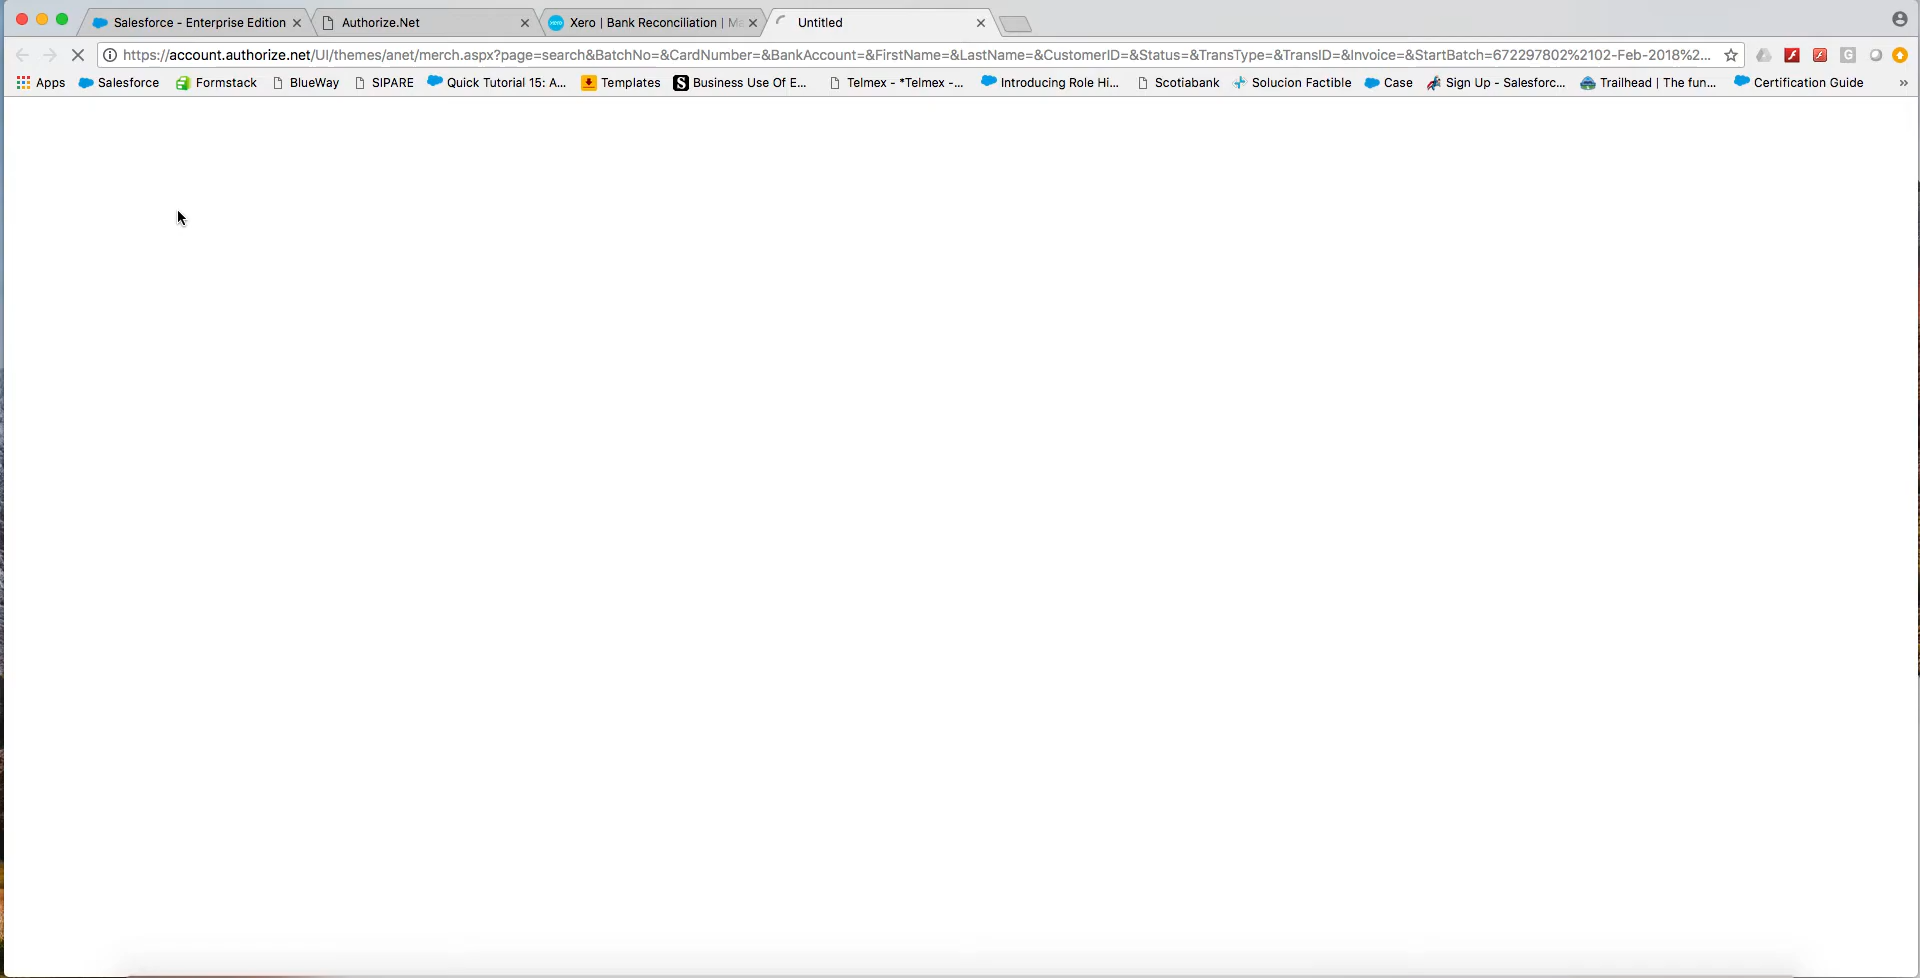 Salesforce - Enterprise Edition
Authorize.Net
Xero | Bank Reconciliation | Ma
Untitled
https://account.authorize.net/UI/themes/anet/merch.aspx?page=search&BatchNo=&CardNumber=&BankAccount=&FirstName=&LastName=&CustomerID=&Status=&TransType=&TransID=&Invoice=&StartBatch=672297802%2102-Feb-2018%2...
Apps Salesforce Formstack BlueWay SIPARE Quick Tutorial 15: A... Templates Business Use Of E... Telmex - *Telmex -... Introducing Role Hi... Scotiabank Solucion Factible Case Sign Up - Salesforc... Trailhead | The fun... Certification Guide »